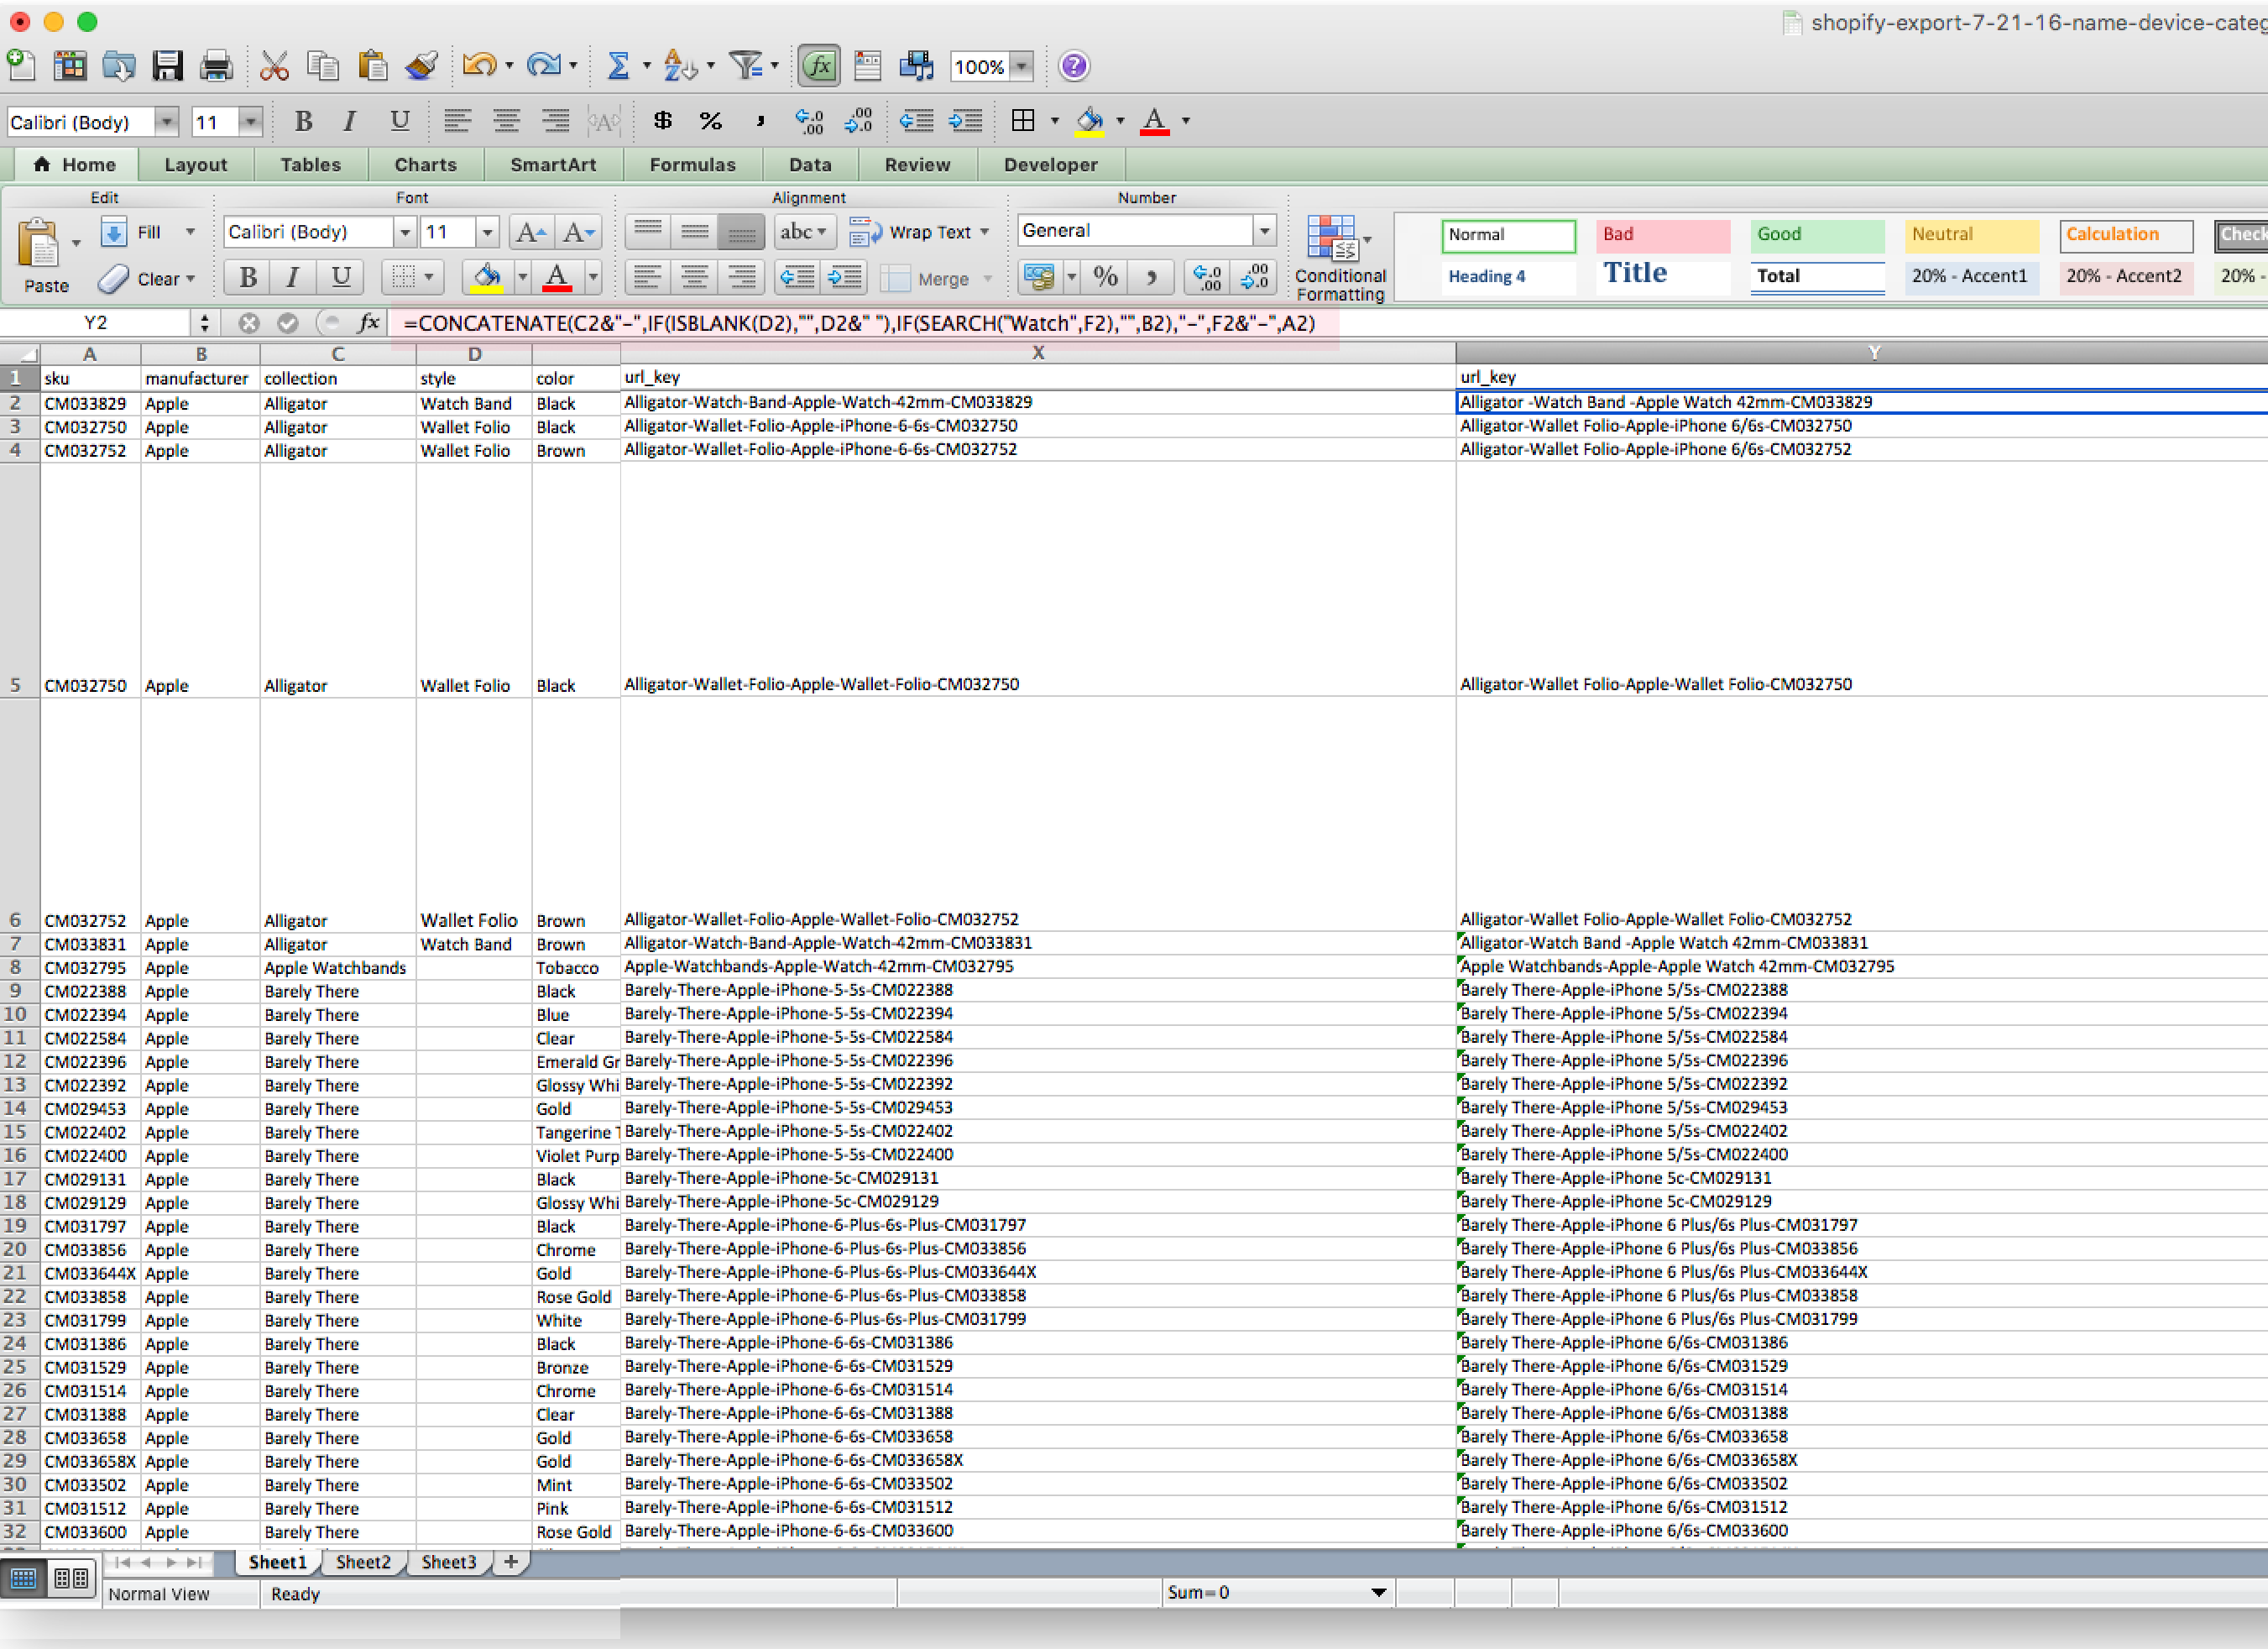 shopify-export-7-21-16-name-device-categ
100%
Calibri (Body) 11 B I U $ %
Home Layout Tables Charts SmartArt Formulas Data Review Developer
Edit Font Alignment Number
Fill Calibri (Body) 11 abc Wrap Text General Normal Bad Good Neutral Calculation Check
Paste Clear B I U Merge % Conditional Formatting Heading 4 Title Total 20% - Accent1 20% - Accent2 20% -
Y2 fx =CONCATENATE(C2&"-",IF(ISBLANK(D2),"",D2&" "),IF(SEARCH("Watch",F2),"",B2),"-",F2&"-",A2)
A B C D X Y
1 sku manufacturer collection style color url_key url_key
2 CM033829 Apple Alligator Watch Band Black Alligator-Watch-Band-Apple-Watch-42mm-CM033829 Alligator -Watch Band -Apple Watch 42mm-CM033829
3 CM032750 Apple Alligator Wallet Folio Black Alligator-Wallet-Folio-Apple-iPhone-6-6s-CM032750 Alligator-Wallet Folio-Apple-iPhone 6/6s-CM032750
4 CM032752 Apple Alligator Wallet Folio Brown Alligator-Wallet-Folio-Apple-iPhone-6-6s-CM032752 Alligator-Wallet Folio-Apple-iPhone 6/6s-CM032752
5 CM032750 Apple Alligator Wallet Folio Black Alligator-Wallet-Folio-Apple-Wallet-Folio-CM032750 Alligator-Wallet Folio-Apple-Wallet Folio-CM032750
6 CM032752 Apple Alligator Wallet Folio Brown Alligator-Wallet-Folio-Apple-Wallet-Folio-CM032752 Alligator-Wallet Folio-Apple-Wallet Folio-CM032752
7 CM033831 Apple Alligator Watch Band Brown Alligator-Watch-Band-Apple-Watch-42mm-CM033831 Alligator-Watch Band -Apple Watch 42mm-CM033831
8 CM032795 Apple Apple Watchbands Tobacco Apple-Watchbands-Apple-Watch-42mm-CM032795 Apple Watchbands-Apple-Apple Watch 42mm-CM032795
9 CM022388 Apple Barely There Black Barely-There-Apple-iPhone-5-5s-CM022388 Barely There-Apple-iPhone 5/5s-CM022388
10 CM022394 Apple Barely There Blue Barely-There-Apple-iPhone-5-5s-CM022394 Barely There-Apple-iPhone 5/5s-CM022394
11 CM022584 Apple Barely There Clear Barely-There-Apple-iPhone-5-5s-CM022584 Barely There-Apple-iPhone 5/5s-CM022584
12 CM022396 Apple Barely There Emerald Gr Barely-There-Apple-iPhone-5-5s-CM022396 Barely There-Apple-iPhone 5/5s-CM022396
13 CM022392 Apple Barely There Glossy Whi Barely-There-Apple-iPhone-5-5s-CM022392 Barely There-Apple-iPhone 5/5s-CM022392
14 CM029453 Apple Barely There Gold Barely-There-Apple-iPhone-5-5s-CM029453 Barely There-Apple-iPhone 5/5s-CM029453
15 CM022402 Apple Barely There Tangerine T Barely-There-Apple-iPhone-5-5s-CM022402 Barely There-Apple-iPhone 5/5s-CM022402
16 CM022400 Apple Barely There Violet Purp Barely-There-Apple-iPhone-5-5s-CM022400 Barely There-Apple-iPhone 5/5s-CM022400
17 CM029131 Apple Barely There Black Barely-There-Apple-iPhone-5c-CM029131 Barely There-Apple-iPhone 5c-CM029131
18 CM029129 Apple Barely There Glossy Whi Barely-There-Apple-iPhone-5c-CM029129 Barely There-Apple-iPhone 5c-CM029129
19 CM031797 Apple Barely There Black Barely-There-Apple-iPhone-6-Plus-6s-Plus-CM031797 Barely There-Apple-iPhone 6 Plus/6s Plus-CM031797
20 CM033856 Apple Barely There Chrome Barely-There-Apple-iPhone-6-Plus-6s-Plus-CM033856 Barely There-Apple-iPhone 6 Plus/6s Plus-CM033856
21 CM033644X Apple Barely There Gold Barely-There-Apple-iPhone-6-Plus-6s-Plus-CM033644X Barely There-Apple-iPhone 6 Plus/6s Plus-CM033644X
22 CM033858 Apple Barely There Rose Gold Barely-There-Apple-iPhone-6-Plus-6s-Plus-CM033858 Barely There-Apple-iPhone 6 Plus/6s Plus-CM033858
23 CM031799 Apple Barely There White Barely-There-Apple-iPhone-6-Plus-6s-Plus-CM031799 Barely There-Apple-iPhone 6 Plus/6s Plus-CM031799
24 CM031386 Apple Barely There Black Barely-There-Apple-iPhone-6-6s-CM031386 Barely There-Apple-iPhone 6/6s-CM031386
25 CM031529 Apple Barely There Bronze Barely-There-Apple-iPhone-6-6s-CM031529 Barely There-Apple-iPhone 6/6s-CM031529
26 CM031514 Apple Barely There Chrome Barely-There-Apple-iPhone-6-6s-CM031514 Barely There-Apple-iPhone 6/6s-CM031514
27 CM031388 Apple Barely There Clear Barely-There-Apple-iPhone-6-6s-CM031388 Barely There-Apple-iPhone 6/6s-CM031388
28 CM033658 Apple Barely There Gold Barely-There-Apple-iPhone-6-6s-CM033658 Barely There-Apple-iPhone 6/6s-CM033658
29 CM033658X Apple Barely There Gold Barely-There-Apple-iPhone-6-6s-CM033658X Barely There-Apple-iPhone 6/6s-CM033658X
30 CM033502 Apple Barely There Mint Barely-There-Apple-iPhone-6-6s-CM033502 Barely There-Apple-iPhone 6/6s-CM033502
31 CM031512 Apple Barely There Pink Barely-There-Apple-iPhone-6-6s-CM031512 Barely There-Apple-iPhone 6/6s-CM031512
32 CM033600 Apple Barely There Rose Gold Barely-There-Apple-iPhone-6-6s-CM033600 Barely There-Apple-iPhone 6/6s-CM033600
Sheet1 Sheet2 Sheet3 +
Normal View Ready Sum=0